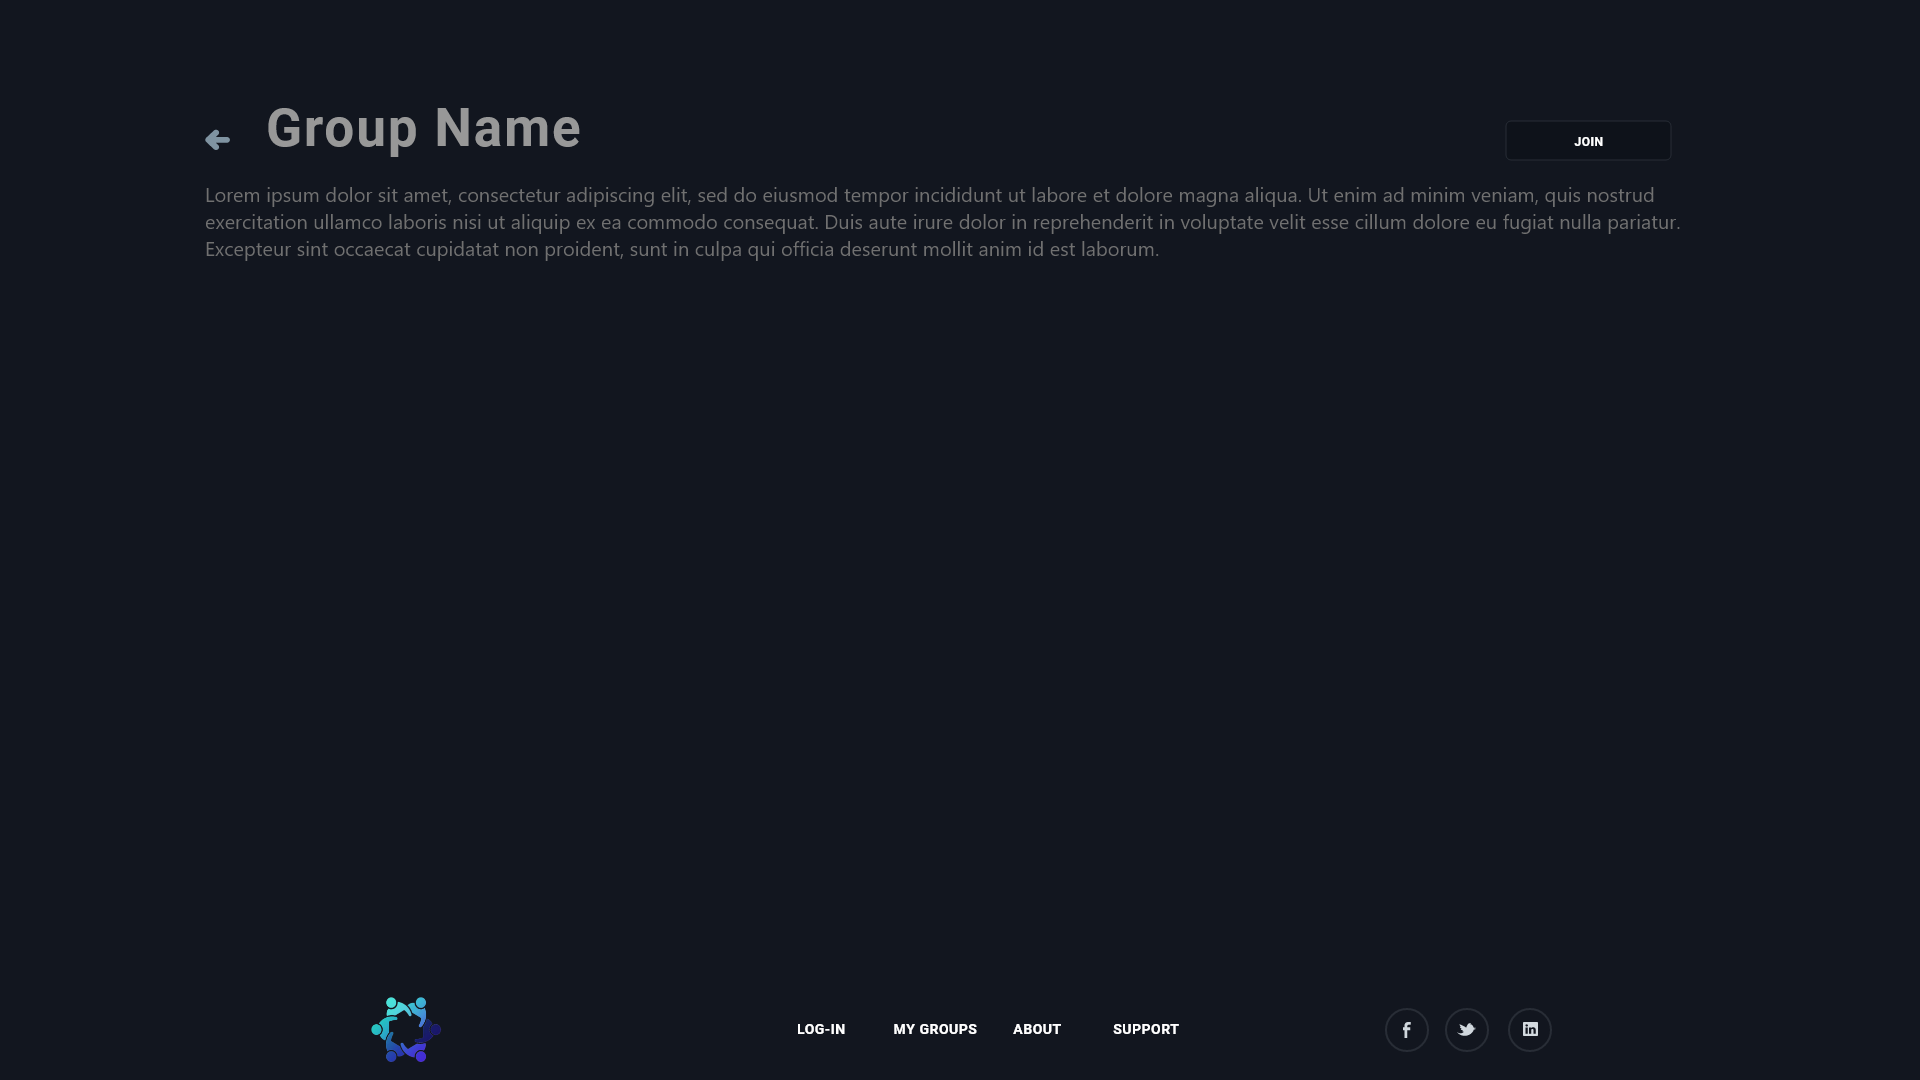 Group Name
JOIN
Lorem ipsum dolor sit amet, consectetur adipiscing elit, sed do eiusmod tempor incididunt ut labore et dolore magna aliqua. Ut enim ad minim veniam, quis nostrud
exercitation ullamco laboris nisi ut aliquip ex ea commodo consequat. Duis aute irure dolor in reprehenderit in voluptate velit esse cillum dolore eu fugiat nulla pariatur.
Excepteur sint occaecat cupidatat non proident, sunt in culpa qui officia deserunt mollit anim id est laborum.
LOG-IN MY GROUPS ABOUT SUPPORT